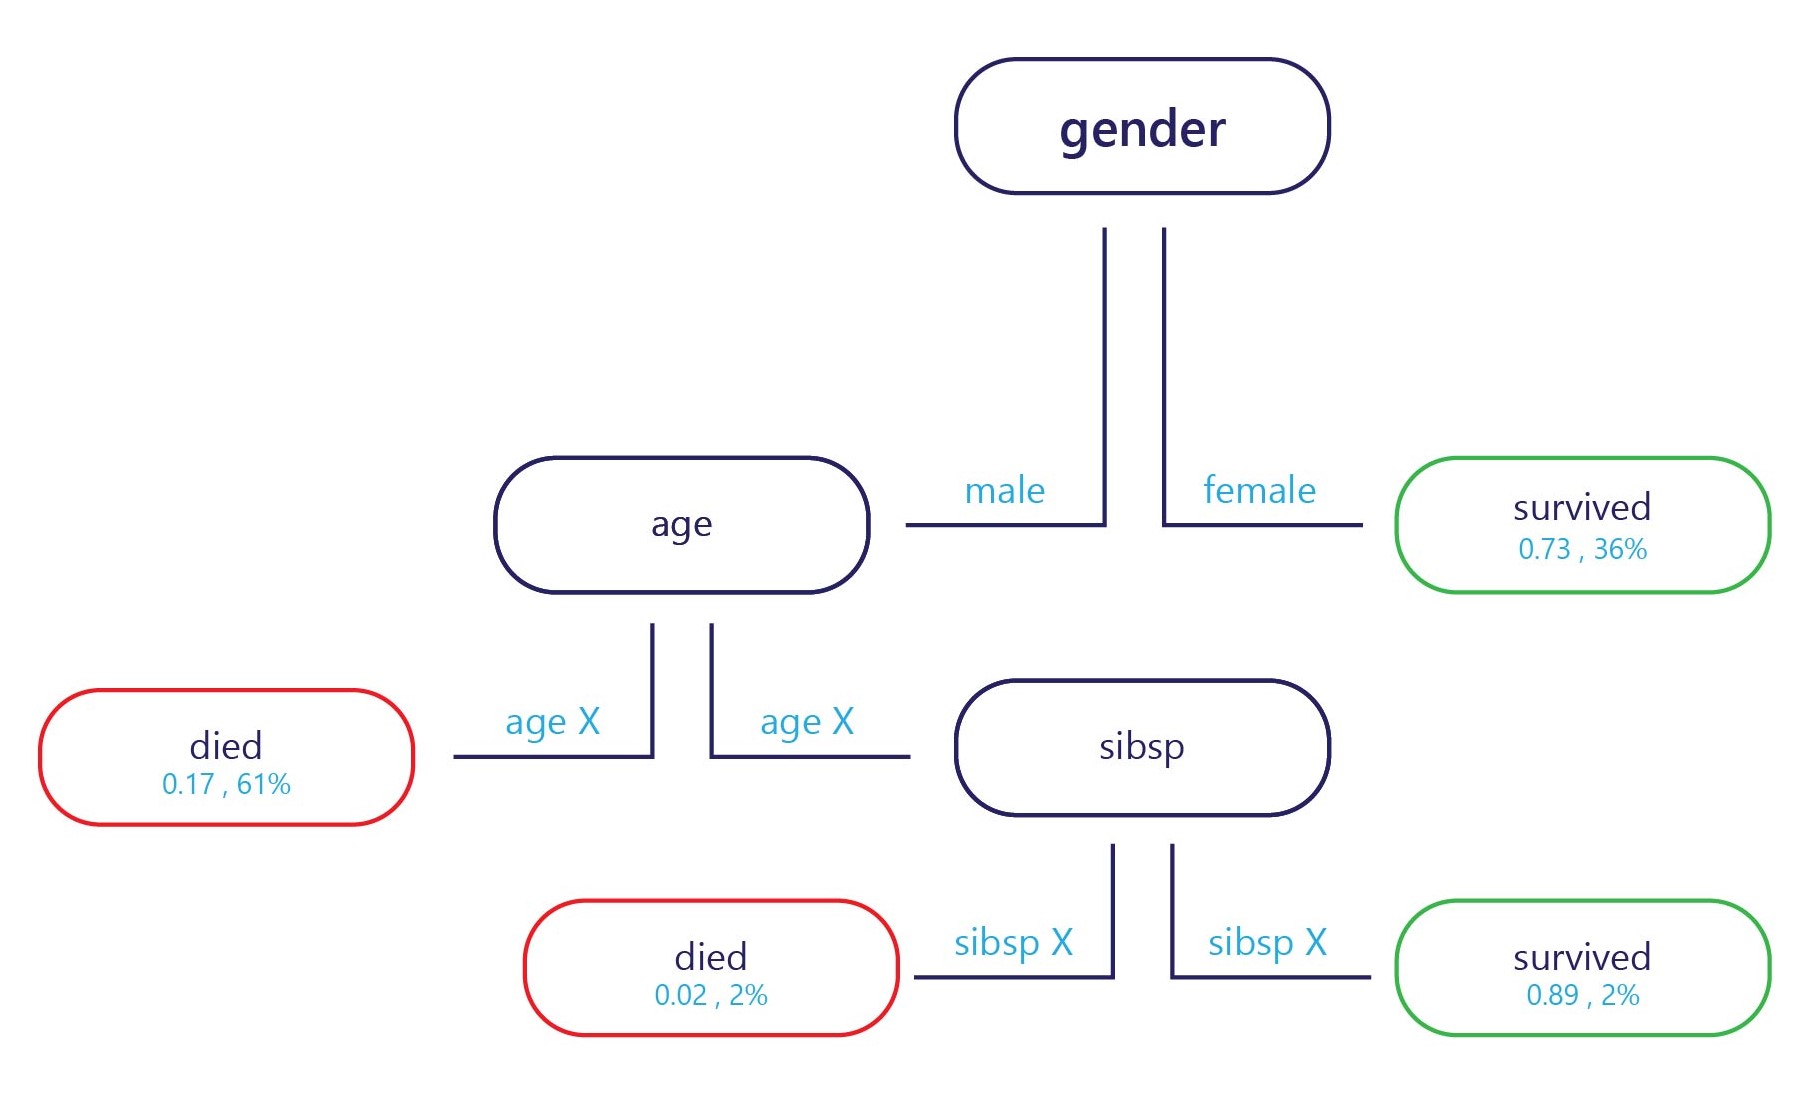 gender
male
female
age
survived
0.73 , 36%
age X
age X
died
0.17 , 61%
sibsp
sibsp X
sibsp X
died
0.02 , 2%
survived
0.89 , 2%